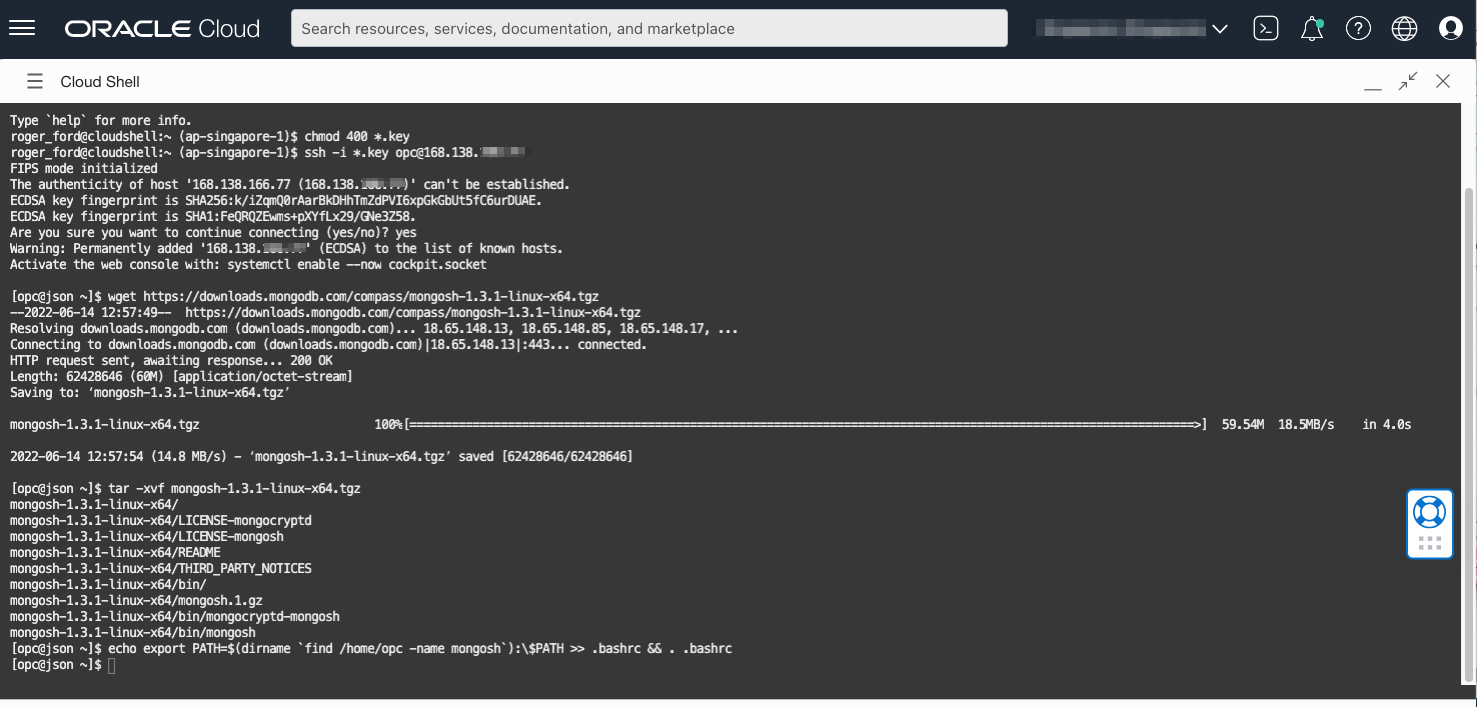 ORACLE Cloud
Search resources, services, documentation, and marketplace
Cloud Shell
Type `help` for more info.
roger_ford@cloudshell:~ (ap-singapore-1)$ chmod 400 *.key
roger_ford@cloudshell:~ (ap-singapore-1)$ ssh -i *.key opc@168.138.
FIPS mode initialized
The authenticity of host '168.138.166.77 (168.138.)' can't be established.
ECDSA key fingerprint is SHA256:k/iZqmQ0rAarBkDHhTmZdPVI6xpGkGbUt5fC6urDUAE.
ECDSA key fingerprint is SHA1:FeQRQZEwms+pXYfLx29/GNe3Z58.
Are you sure you want to continue connecting (yes/no)? yes
Warning: Permanently added '168.138.' (ECDSA) to the list of known hosts.
Activate the web console with: systemctl enable --now cockpit.socket
[opc@json ~]$ wget https://downloads.mongodb.com/compass/mongosh-1.3.1-linux-x64.tgz
--2022-06-14 12:57:49--  https://downloads.mongodb.com/compass/mongosh-1.3.1-linux-x64.tgz
Resolving downloads.mongodb.com (downloads.mongodb.com)... 18.65.148.13, 18.65.148.85, 18.65.148.17, ...
Connecting to downloads.mongodb.com (downloads.mongodb.com)|18.65.148.13|:443... connected.
HTTP request sent, awaiting response... 200 OK
Length: 62428646 (60M) [application/octet-stream]
Saving to: ‘mongosh-1.3.1-linux-x64.tgz’
mongosh-1.3.1-linux-x64.tgz 100%[================================================>] 59.54M 18.5MB/s in 4.0s
2022-06-14 12:57:54 (14.8 MB/s) - ‘mongosh-1.3.1-linux-x64.tgz’ saved [62428646/62428646]
[opc@json ~]$ tar -xvf mongosh-1.3.1-linux-x64.tgz
mongosh-1.3.1-linux-x64/
mongosh-1.3.1-linux-x64/LICENSE-mongocryptd
mongosh-1.3.1-linux-x64/LICENSE-mongosh
mongosh-1.3.1-linux-x64/README
mongosh-1.3.1-linux-x64/THIRD_PARTY_NOTICES
mongosh-1.3.1-linux-x64/bin/
mongosh-1.3.1-linux-x64/mongosh.1.gz
mongosh-1.3.1-linux-x64/bin/mongocryptd-mongosh
mongosh-1.3.1-linux-x64/bin/mongosh
[opc@json ~]$ echo export PATH=$(dirname `find /home/opc -name mongosh`):\$PATH >> .bashrc && . .bashrc
[opc@json ~]$